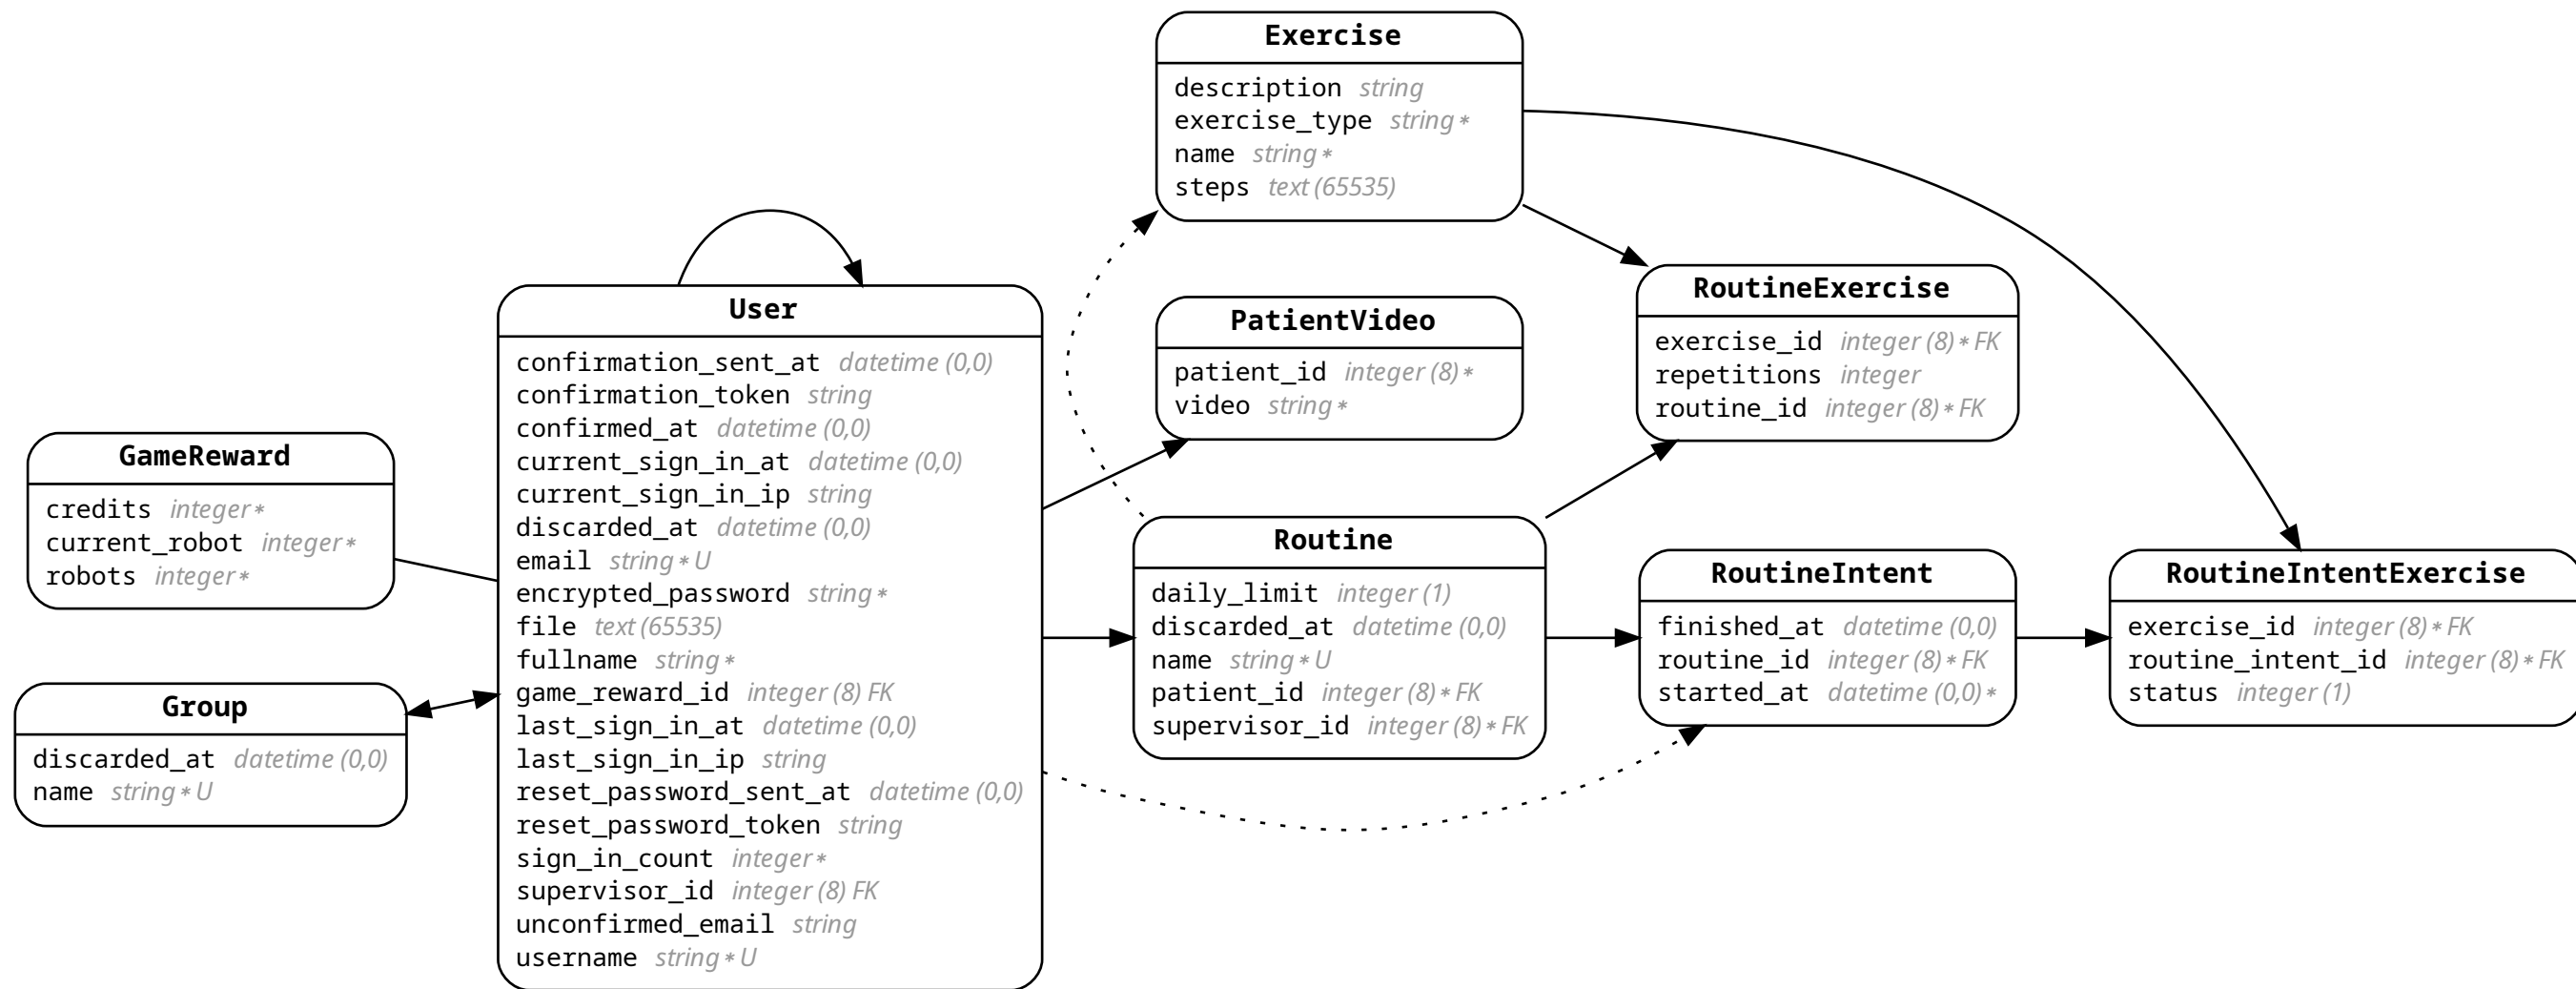 Exercise
description string
exercise_type string *
name string *
steps text (65535)
User
confirmation_sent_at datetime (0,0)
confirmation_token string
confirmed_at datetime (0,0)
current_sign_in_at datetime (0,0)
current_sign_in_ip string
discarded_at datetime (0,0)
email string * U
encrypted_password string *
file text (65535)
fullname string *
game_reward_id integer (8) FK
last_sign_in_at datetime (0,0)
last_sign_in_ip string
reset_password_sent_at datetime (0,0)
reset_password_token string
sign_in_count integer *
supervisor_id integer (8) FK
unconfirmed_email string
username string * U
GameReward
credits integer *
current_robot integer *
robots integer *
Group
discarded_at datetime (0,0)
name string * U
PatientVideo
patient_id integer (8) *
video string *
Routine
daily_limit integer (1)
discarded_at datetime (0,0)
name string * U
patient_id integer (8) * FK
supervisor_id integer (8) * FK
RoutineExercise
exercise_id integer (8) * FK
repetitions integer
routine_id integer (8) * FK
RoutineIntent
finished_at datetime (0,0)
routine_id integer (8) * FK
started_at datetime (0,0) *
RoutineIntentExercise
exercise_id integer (8) * FK
routine_intent_id integer (8) * FK
status integer (1)